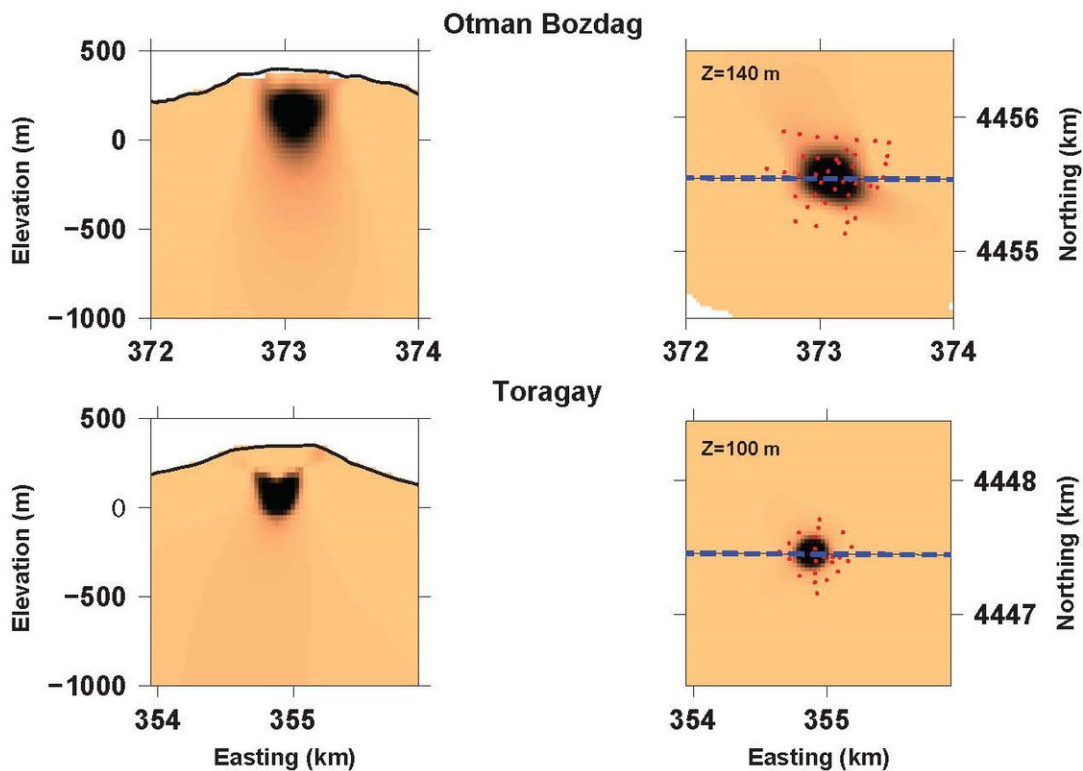 Otman Bozdag
500
0
−500
−1000
Elevation (m)
372
373
374
Z=140 m
4456
4455
Northing (km)
372
373
374
Toragay
500
0
−500
−1000
Elevation (m)
354
355
Easting (km)
Z=100 m
4448
4447
Northing (km)
354
355
Easting (km)